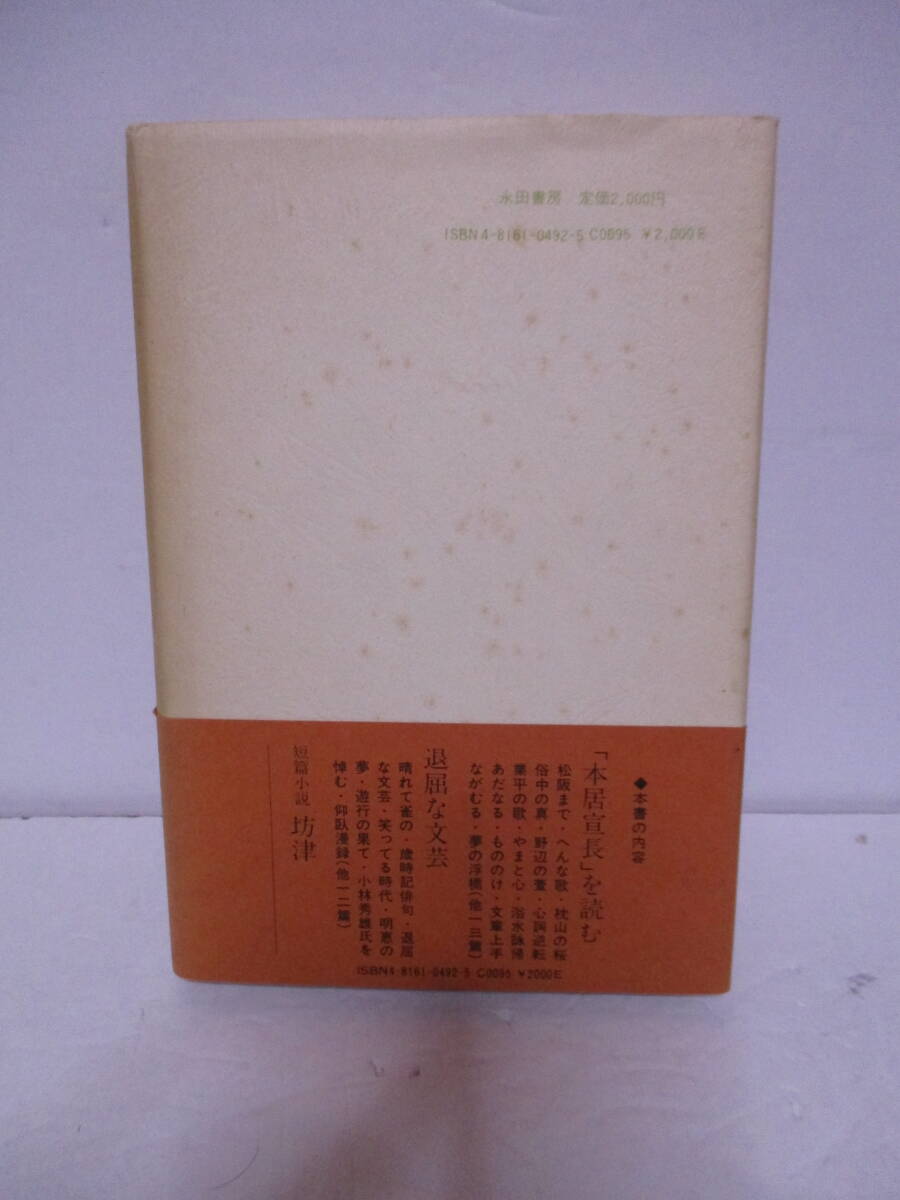 永田書房 定価2,000円
ISBN4-8161-0492-5 C0095 ¥2,000E
◆本書の内容
「本居宣長」を読む
松阪まで・へんな歌・枕山の桜
俗中の真・野辺の萱・心詞逆転
業平の歌・やまと心・浴水詠帰
あだなる・もののけ・文章上手
ながむる・夢の浮橋(他一三篇)
退屈な文芸
晴れて雀の・歳時記俳句・退屈
な文芸・笑ってる時代・明恵の
夢・遊行の果て・小林秀雄氏を
悼む・仰臥漫録(他一二篇)
短篇小説 坊津
ISBN4-8161-0492-5 C0095 ¥2000E